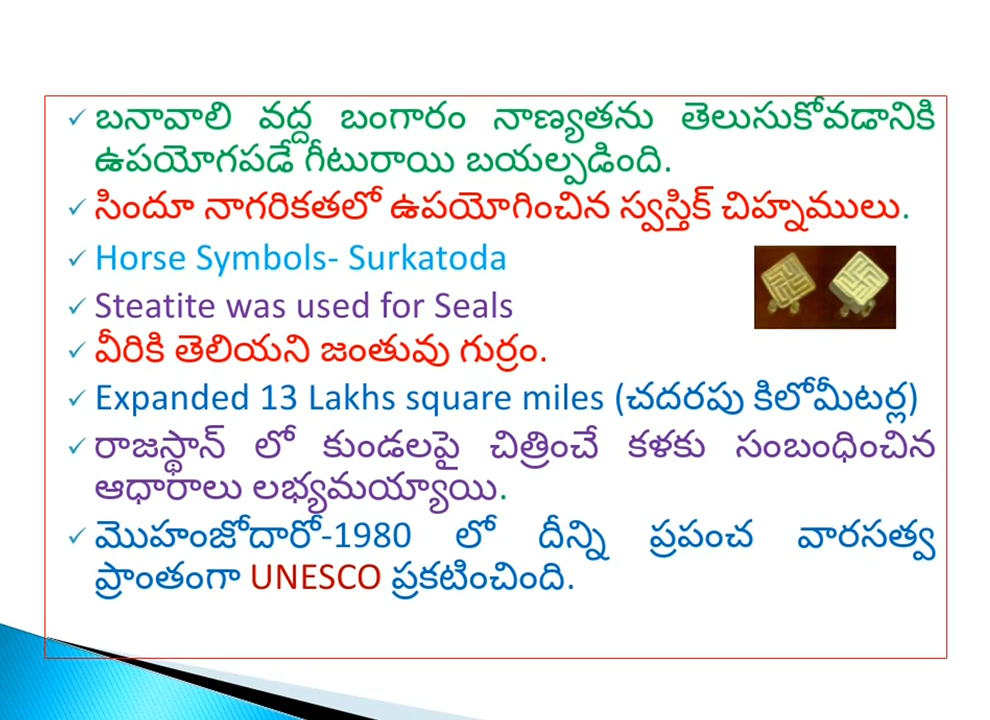 బనావాలి వద్ద బంగారం నాణ్యతను తెలుసుకోవడానికి
ఉపయోగపడే గీటురాయి బయల్పడింది.
సిందూ నాగరికతలో ఉపయోగించిన స్వస్తిక్ చిహ్నములు.
Horse Symbols- Surkatoda
Steatite was used for Seals
వీరికి తెలియని జంతువు గుర్రం.
Expanded 13 Lakhs square miles (చదరపు కిలోమీటర్ల)
రాజస్థాన్ లో కుండలపై చిత్రించే కళకు సంబంధించిన
ఆధారాలు లభ్యమయ్యాయి.
మొహంజోదారో-1980 లో దీన్ని ప్రపంచ వారసత్వ
ప్రాంతంగా UNESCO ప్రకటించింది.